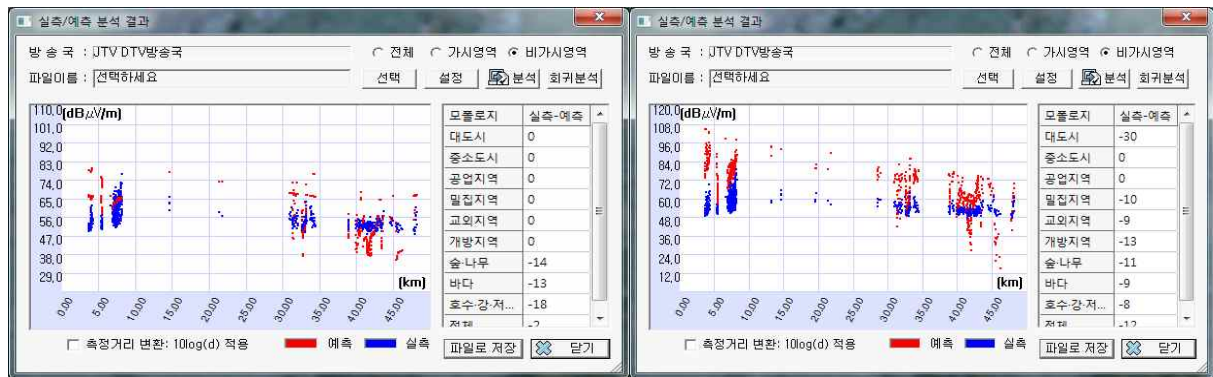 실측/예측 분석 결과
방 송 국 : JTV DTV방송국 전체 가시영역 비가시영역
파일이름 : 선택하세요 선택 설정 분석 회귀분석
110,0 [dBμV/m]
101,0
92,0
83,0
74,0
65,0
56,0
47,0
38,0
29,0
[km]
0,00 5,00 10,00 15,00 20,00 25,00 30,00 35,00 40,00 45,00
모폴로지 실측-예측
대도시 0
중소도시 0
공업지역 0
밀집지역 0
교외지역 0
개방지역 0
숲·나무 -14
바다 -13
호수·강·저... -18
전체 -2
측정거리 변환: 10log(d) 적용 예측 실측 파일로 저장 닫기
실측/예측 분석 결과
방 송 국 : JTV DTV방송국 전체 가시영역 비가시영역
파일이름 : 선택하세요 선택 설정 분석 회귀분석
120,0 [dBμV/m]
108,0
96,0
84,0
72,0
60,0
48,0
36,0
24,0
12,0
[km]
0,00 5,00 10,00 15,00 20,00 25,00 30,00 35,00 40,00 45,00
모폴로지 실측-예측
대도시 -30
중소도시 0
공업지역 0
밀집지역 -10
교외지역 -9
개방지역 -13
숲·나무 -11
바다 -9
호수·강·저... -8
전체 -12
측정거리 변환: 10log(d) 적용 예측 실측 파일로 저장 닫기